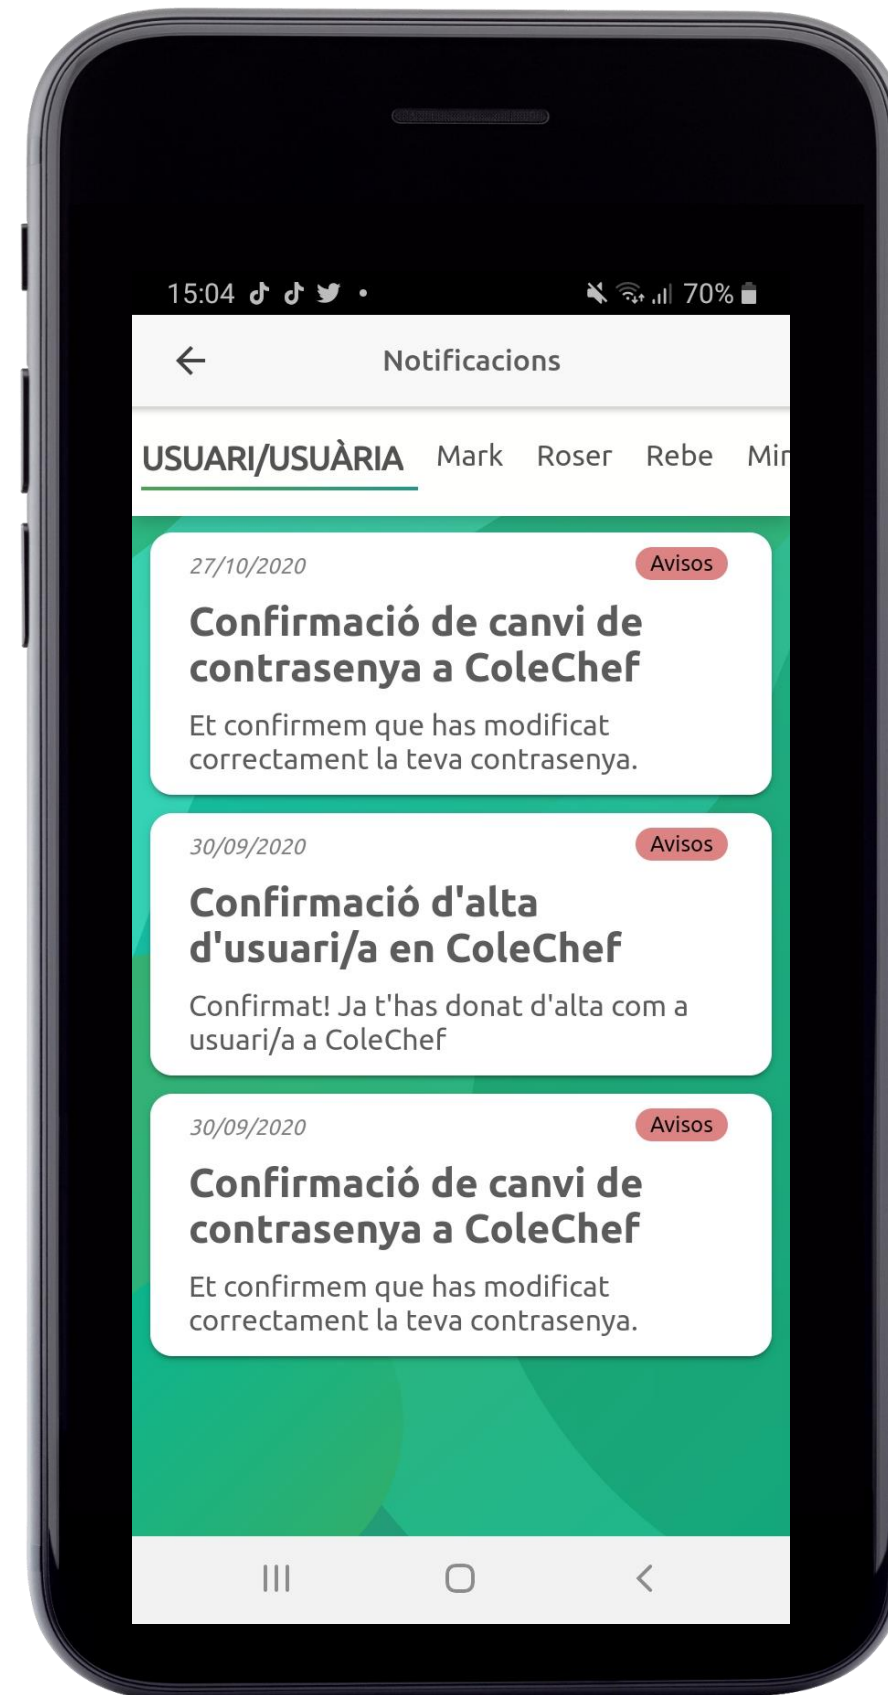 15:04 70%
Notificacions
USUARI/USUÀRIA Mark Roser Rebe Mir
27/10/2020 Avisos
Confirmació de canvi de
contrasenya a ColeChef
Et confirmem que has modificat
correctament la teva contrasenya.
30/09/2020 Avisos
Confirmació d'alta
d'usuari/a en ColeChef
Confirmat! Ja t'has donat d'alta com a
usuari/a a ColeChef
30/09/2020 Avisos
Confirmació de canvi de
contrasenya a ColeChef
Et confirmem que has modificat
correctament la teva contrasenya.